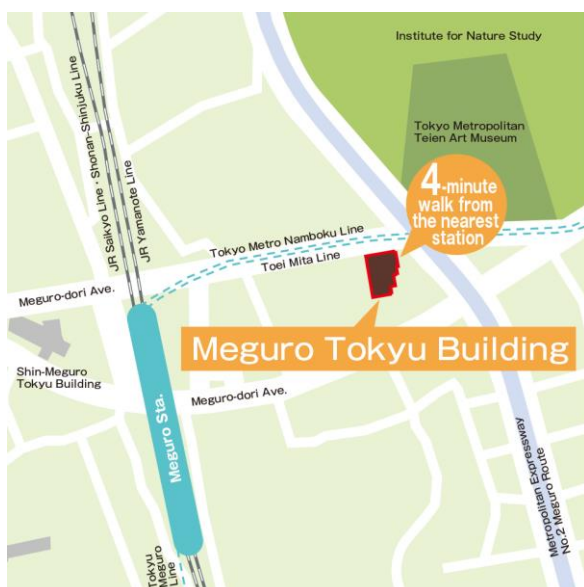 Institute for Nature Study
Tokyo Metropolitan
Teien Art Museum
4-minute
walk from
the nearest
station
JR Saikyo Line · Shonan-Shinjuku Line
JR Yamanote Line
Tokyo Metro Namboku Line
Toei Mita Line
Meguro-dori Ave.
Meguro Tokyu Building
Shin-Meguro
Tokyu Building
Meguro-dori Ave.
Meguro Sta.
Metropolitan Expressway
No.2 Meguro Route
Tokyu
Meguro
Line